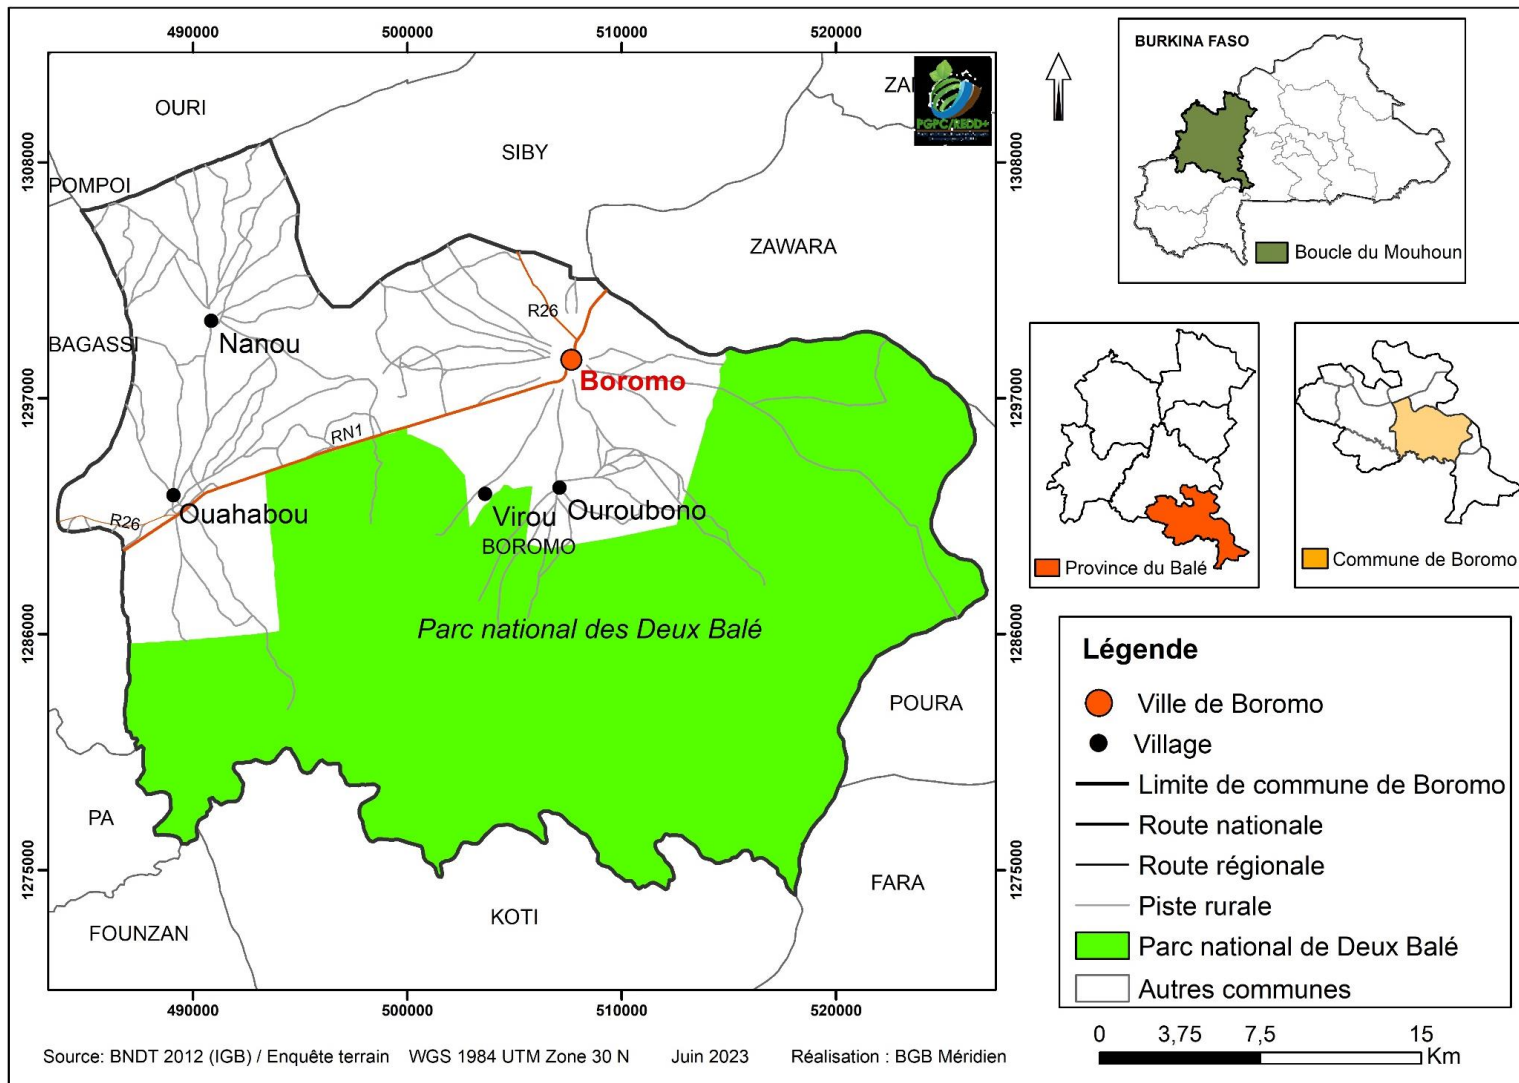 490000
500000
510000
520000
1308000
1297000
1286000
1275000
OURI
SIBY
POMPOI
ZAWARA
BAGASSI
Nanou
R26
Boromo
RN1
Ouahabou
R26
Virou
Ouroubono
BOROMO
Parc national des Deux Balé
POURA
PA
FARA
KOTI
FOUNZAN
PGPC/REDD+
1308000
1297000
1286000
1275000
490000
500000
510000
520000
Source: BNDT 2012 (IGB) / Enquête terrain WGS 1984 UTM Zone 30 N Juin 2023 Réalisation : BGB Méridien
BURKINA FASO
Boucle du Mouhoun
Province du Balé
Commune de Boromo
Légende
Ville de Boromo
Village
Limite de commune de Boromo
Route nationale
Route régionale
Piste rurale
Parc national de Deux Balé
Autres communes
0 3,75 7,5 15
Km